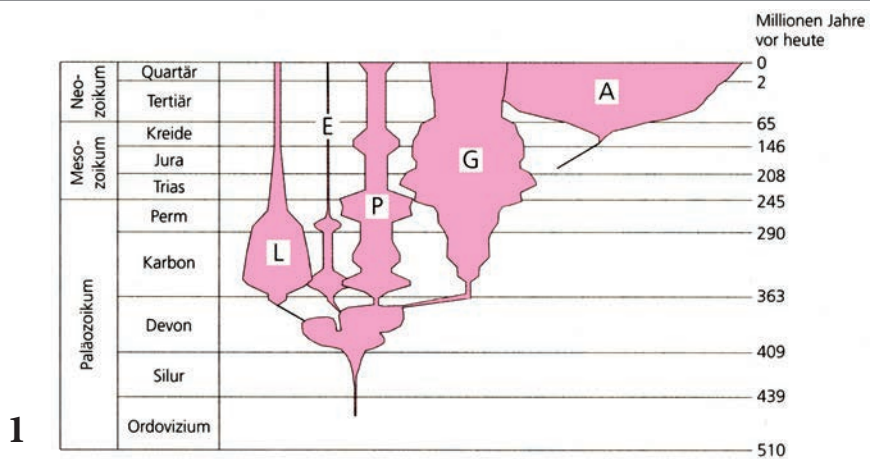 Millionen Jahre
vor heute
Neo-
zoikum
Quartär
0
2
Tertiär
A
65
Meso-
zoikum
Kreide
E
146
Jura
G
208
Trias
245
P
Perm
290
L
Karbon
363
Paläozoikum
Devon
409
Silur
439
1
Ordovizium
510